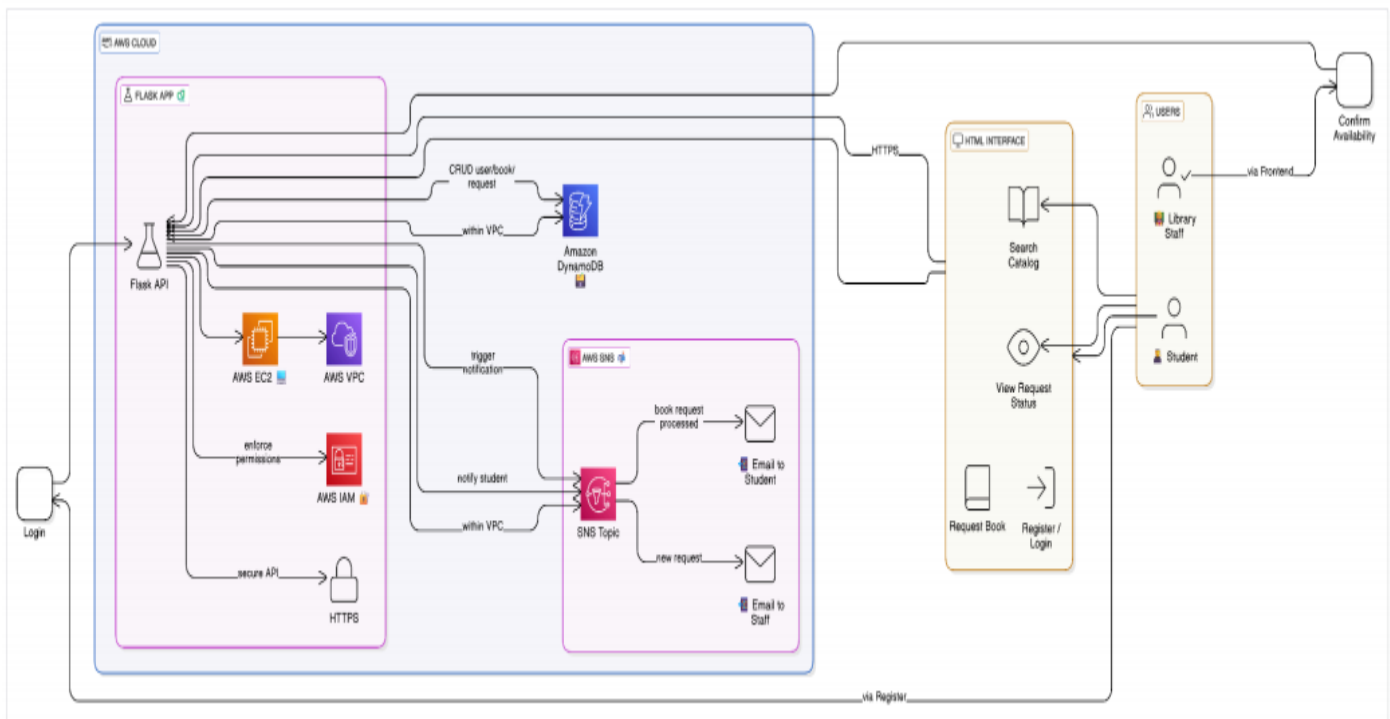 AWS CLOUD
FLASK APP
Flask API
CRUD user/book/
request
within VPC
Amazon
DynamoDB
AWS EC2
AWS VPC
enforce
permissions
AWS IAM
secure API
HTTPS
trigger
notification
notify student
within VPC
AWS SNS
SNS Topic
book request
processed
Email to
Student
new request
Email to
Staff
Login
via Register
HTTPS
HTML INTERFACE
Search
Catalog
View Request
Status
Request Book
Register /
Login
USERS
Library
Staff
Student
via Frontend
Confirm
Availability